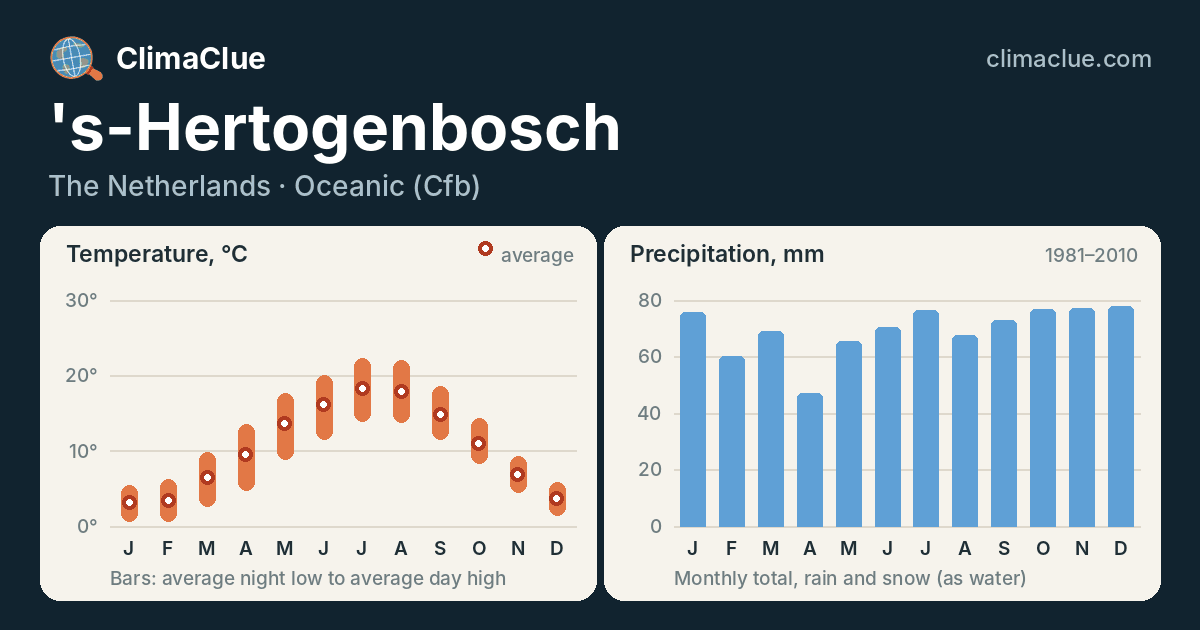 ClimaClue
climaclue.com
's-Hertogenbosch
The Netherlands · Oceanic (Cfb)
Temperature, °C
average
30°
20°
10°
0°
J F M A M J J A S O N D
Bars: average night low to average day high
Precipitation, mm
1981–2010
80
60
40
20
0
J F M A M J J A S O N D
Monthly total, rain and snow (as water)